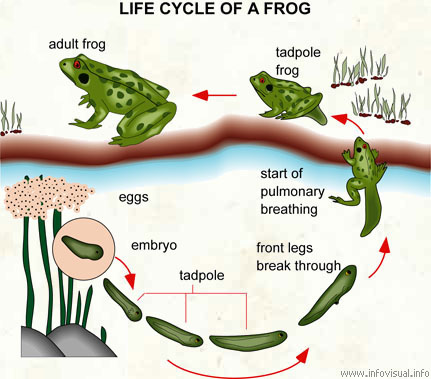 LIFE CYCLE OF A FROG
adult frog
tadpole
frog
eggs
start of
pulmonary
breathing
embryo
front legs
break through
tadpole
www.infovisual.info